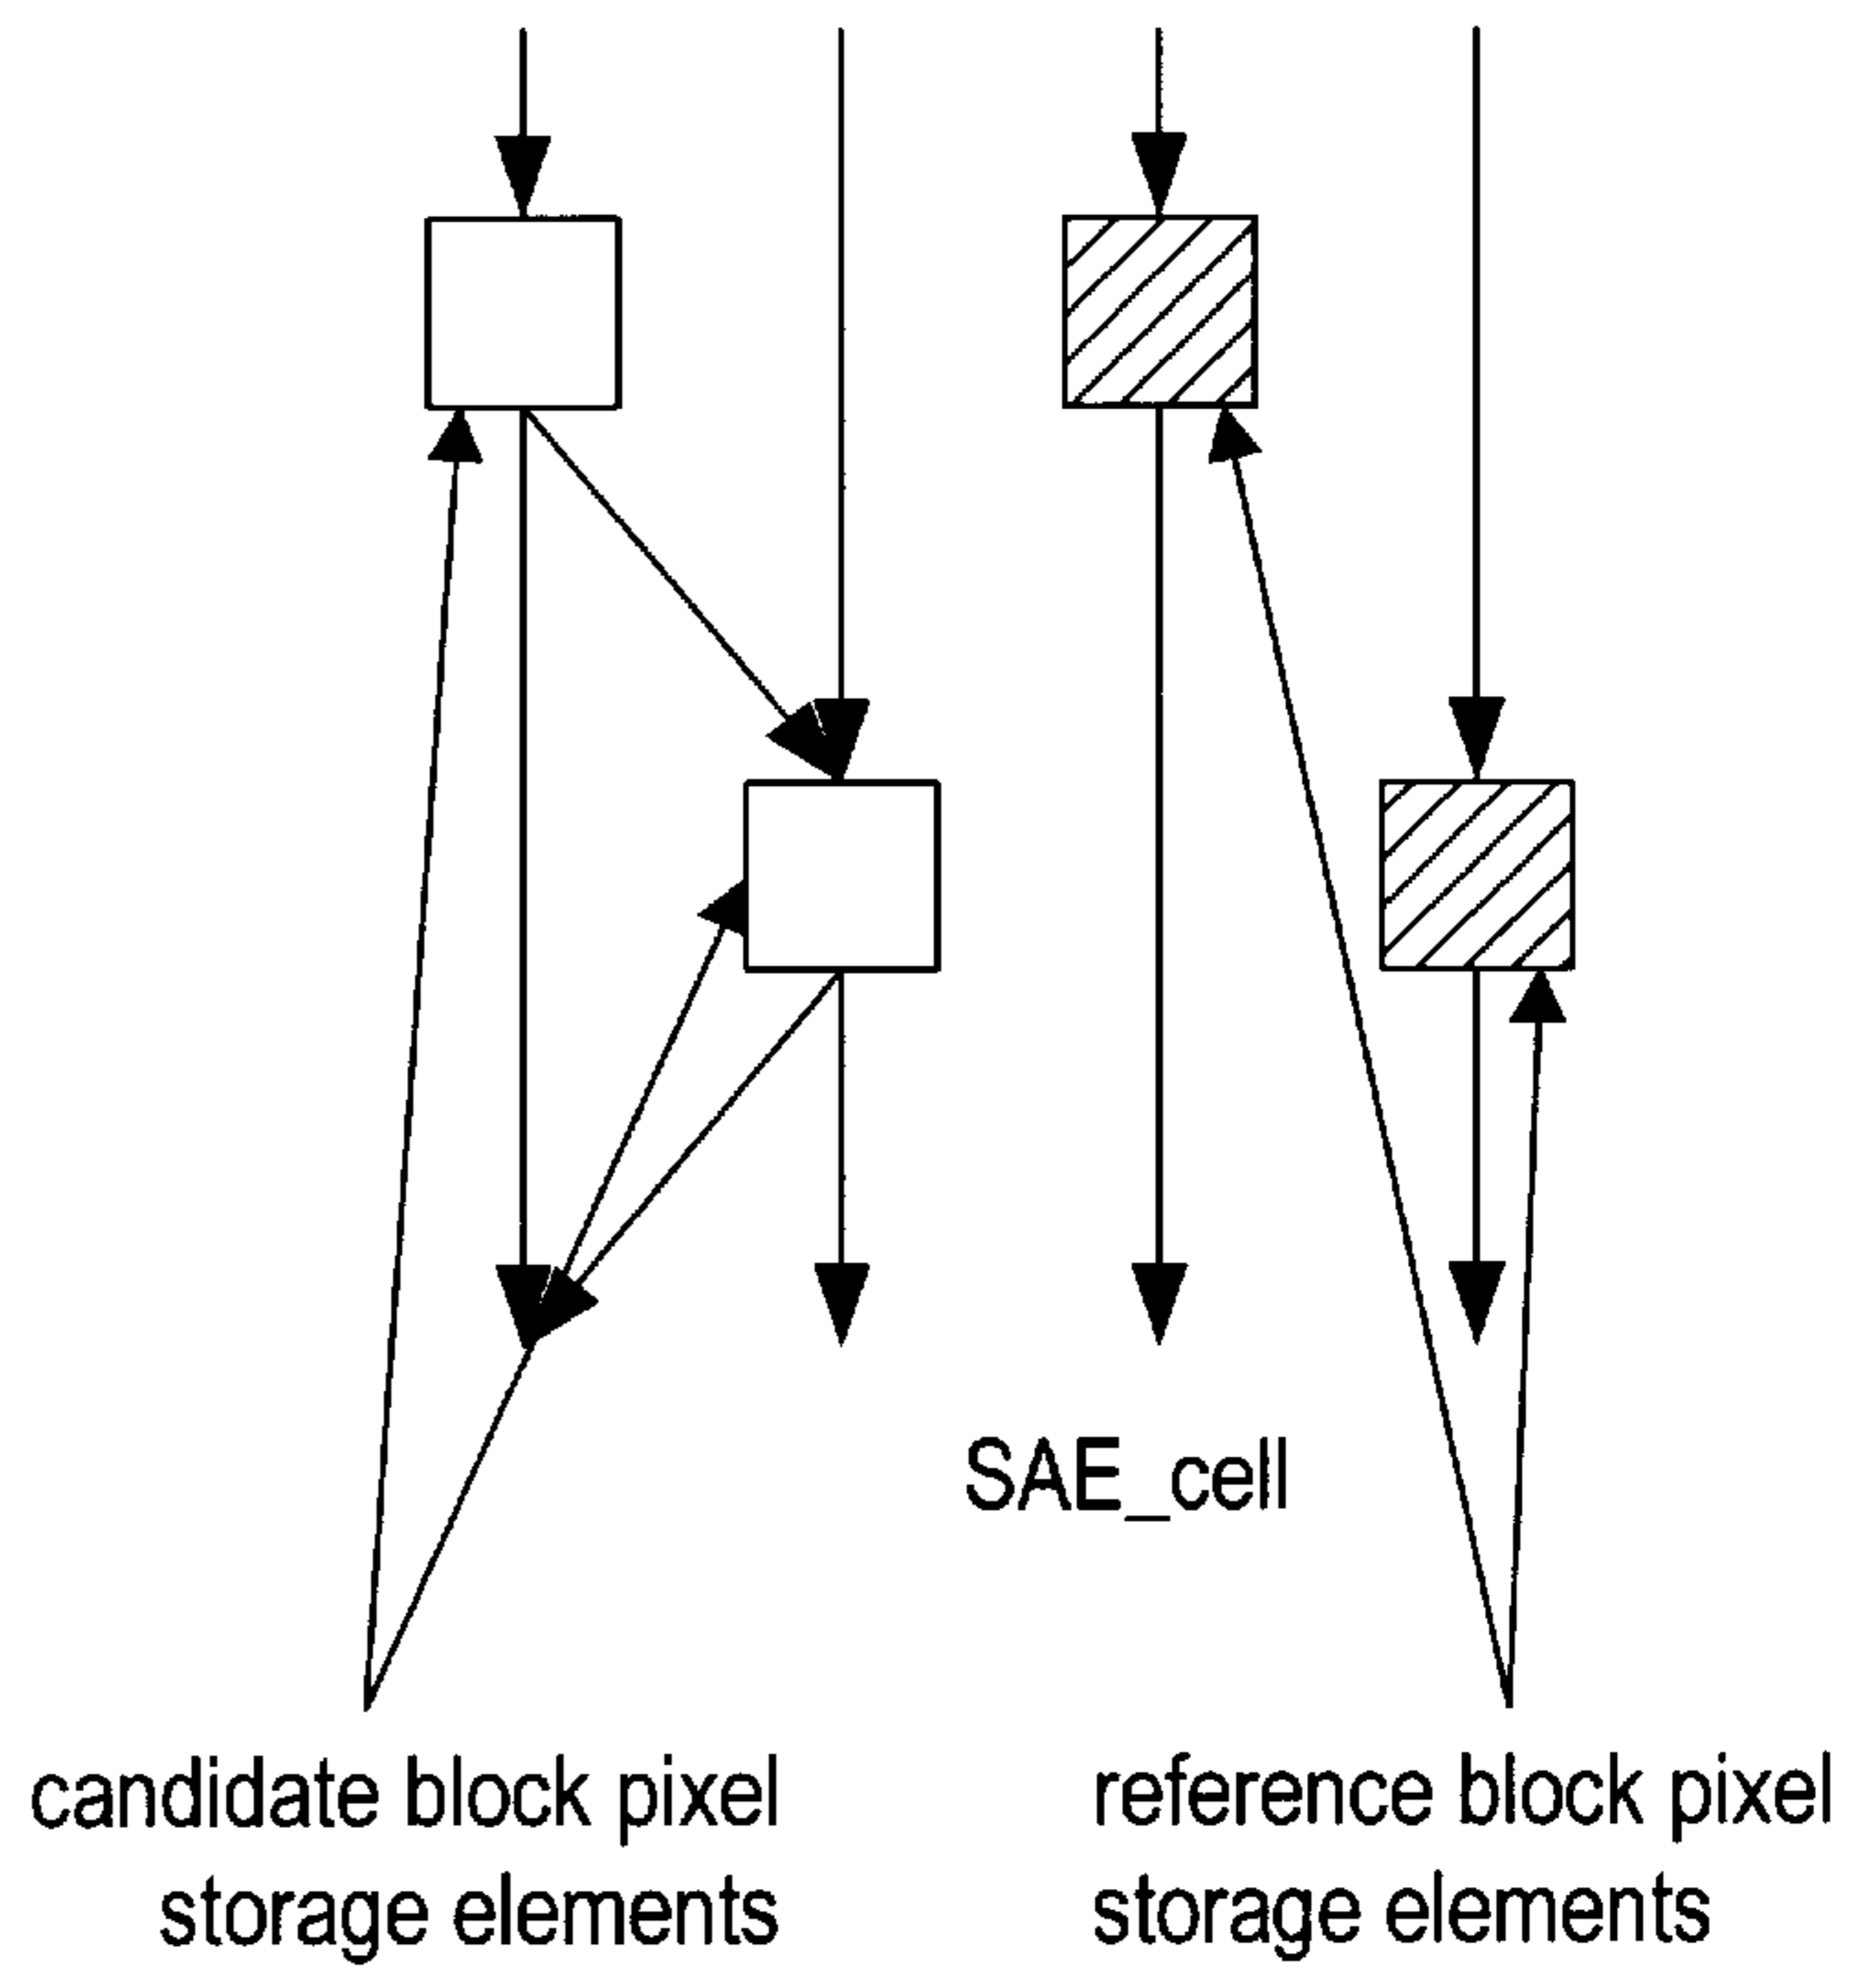 SAE_cell
candidate block pixel
storage elements
reference block pixel
storage elements